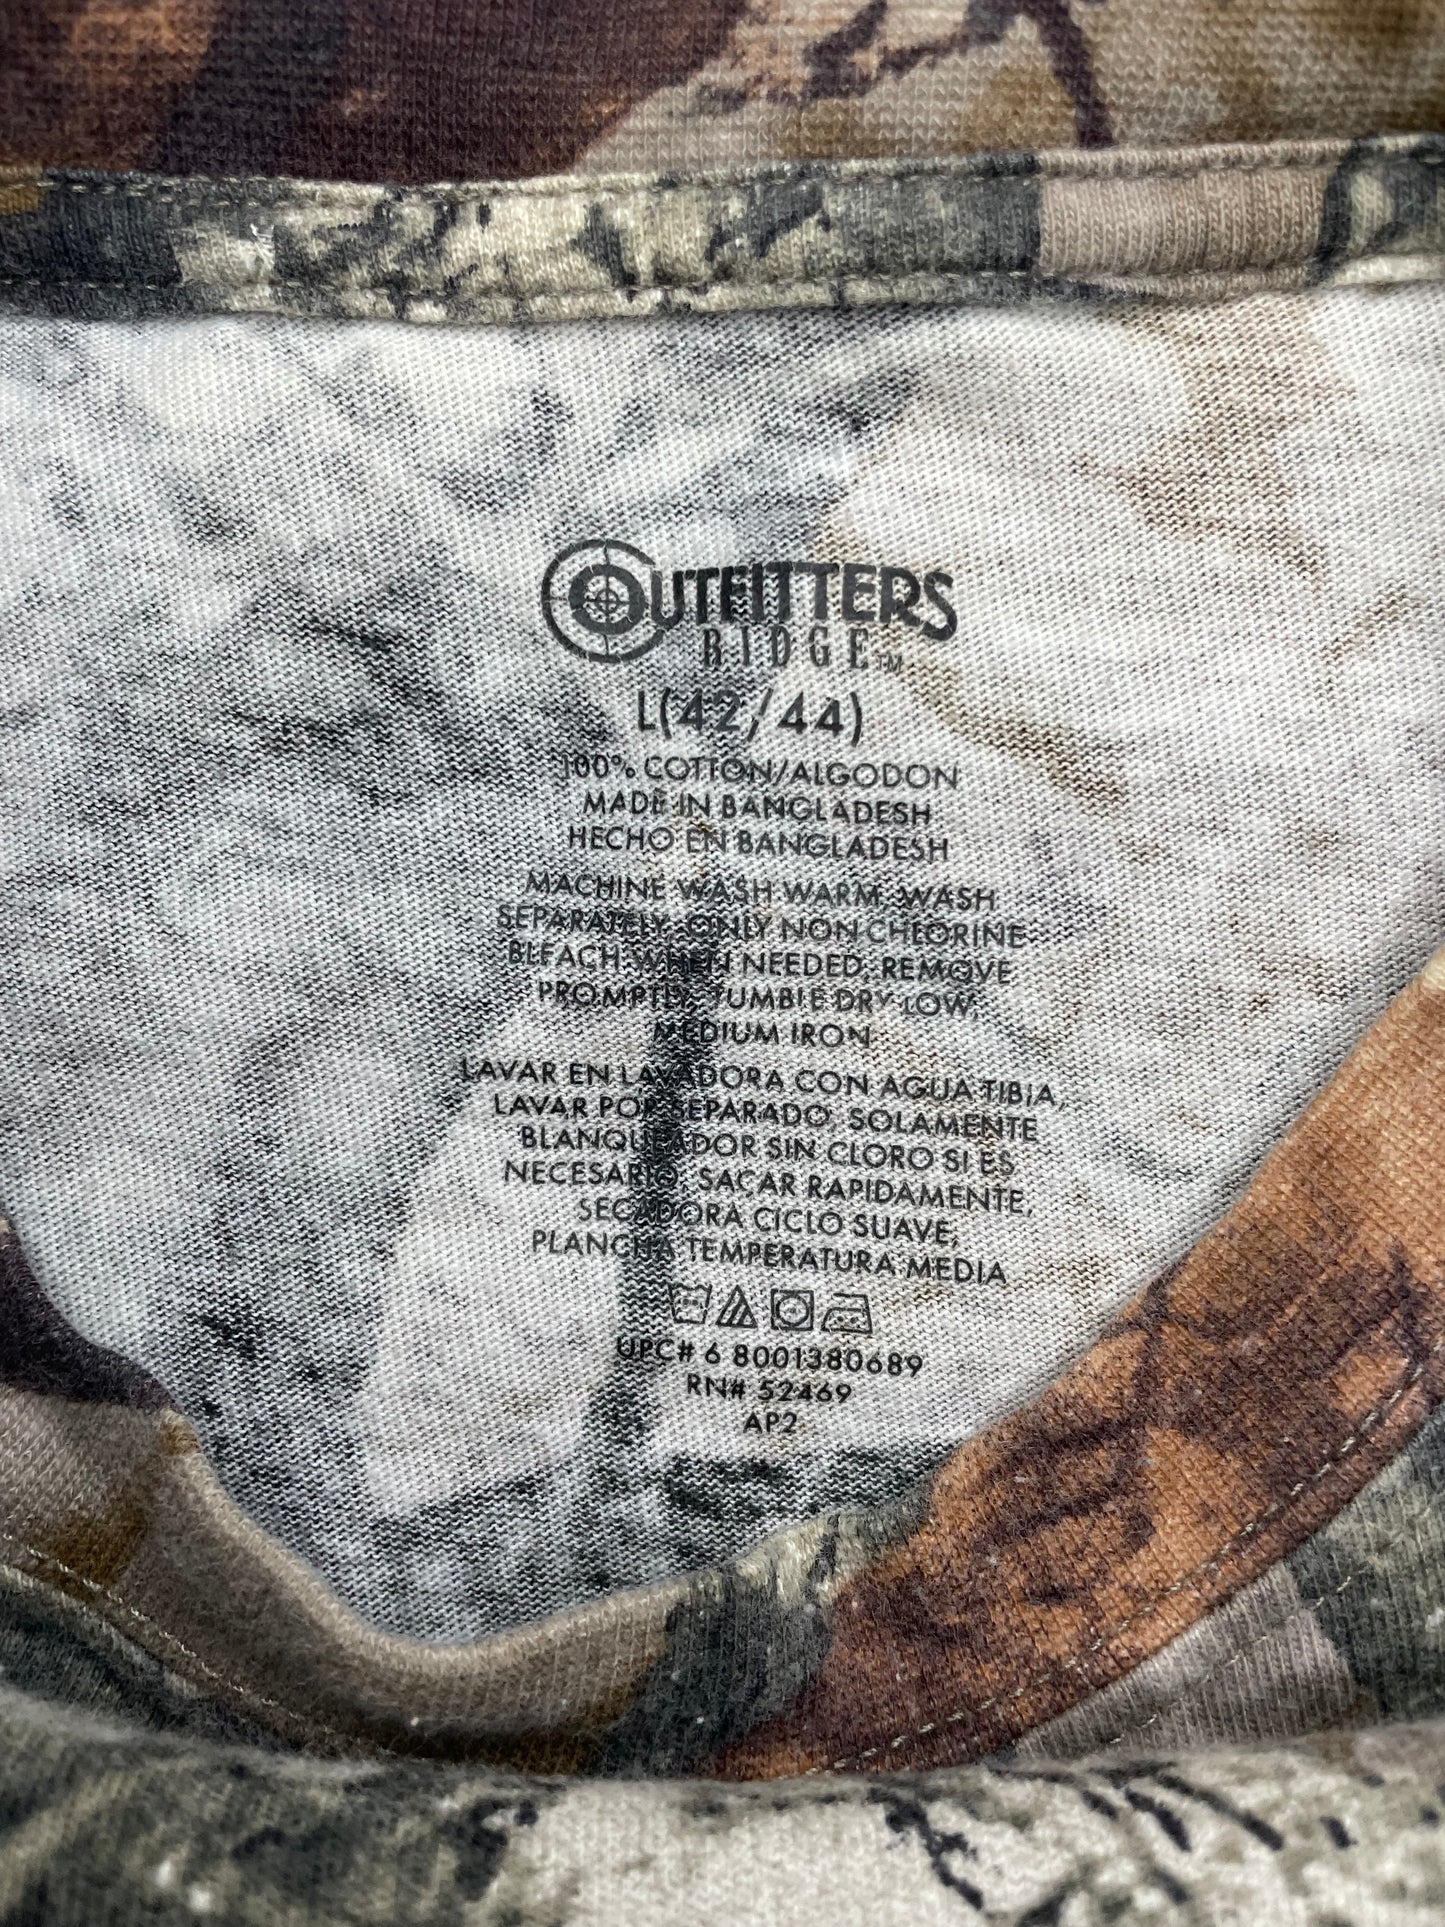 OUTFITTERS
RIDGE™
L(42/44)
100% COTTON/ALGODON
MADE IN BANGLADESH
HECHO EN BANGLADESH
MACHINE WASH WARM, WASH
SEPARATELY, ONLY NON CHLORINE
BLEACH WHEN NEEDED, REMOVE
PROMPTLY, TUMBLE DRY LOW,
MEDIUM IRON
LAVAR EN LAVADORA CON AGUA TIBIA,
LAVAR POR SEPARADO, SOLAMENTE
BLANQUEADOR SIN CLORO SI ES
NECESARIO, SACAR RAPIDAMENTE,
SECADORA CICLO SUAVE,
PLANCHA TEMPERATURA MEDIA
UPC# 6 8001380689
RN# 52469
AP2